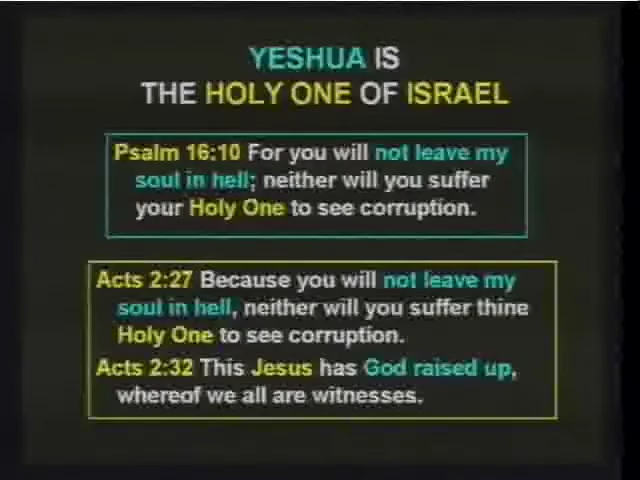 YESHUA IS
THE HOLY ONE OF ISRAEL
Psalm 16:10 For you will not leave my
soul in hell; neither will you suffer
your Holy One to see corruption.
Acts 2:27 Because you will not leave my
soul in hell, neither will you suffer thine
Holy One to see corruption.
Acts 2:32 This Jesus has God raised up,
whereof we all are witnesses.